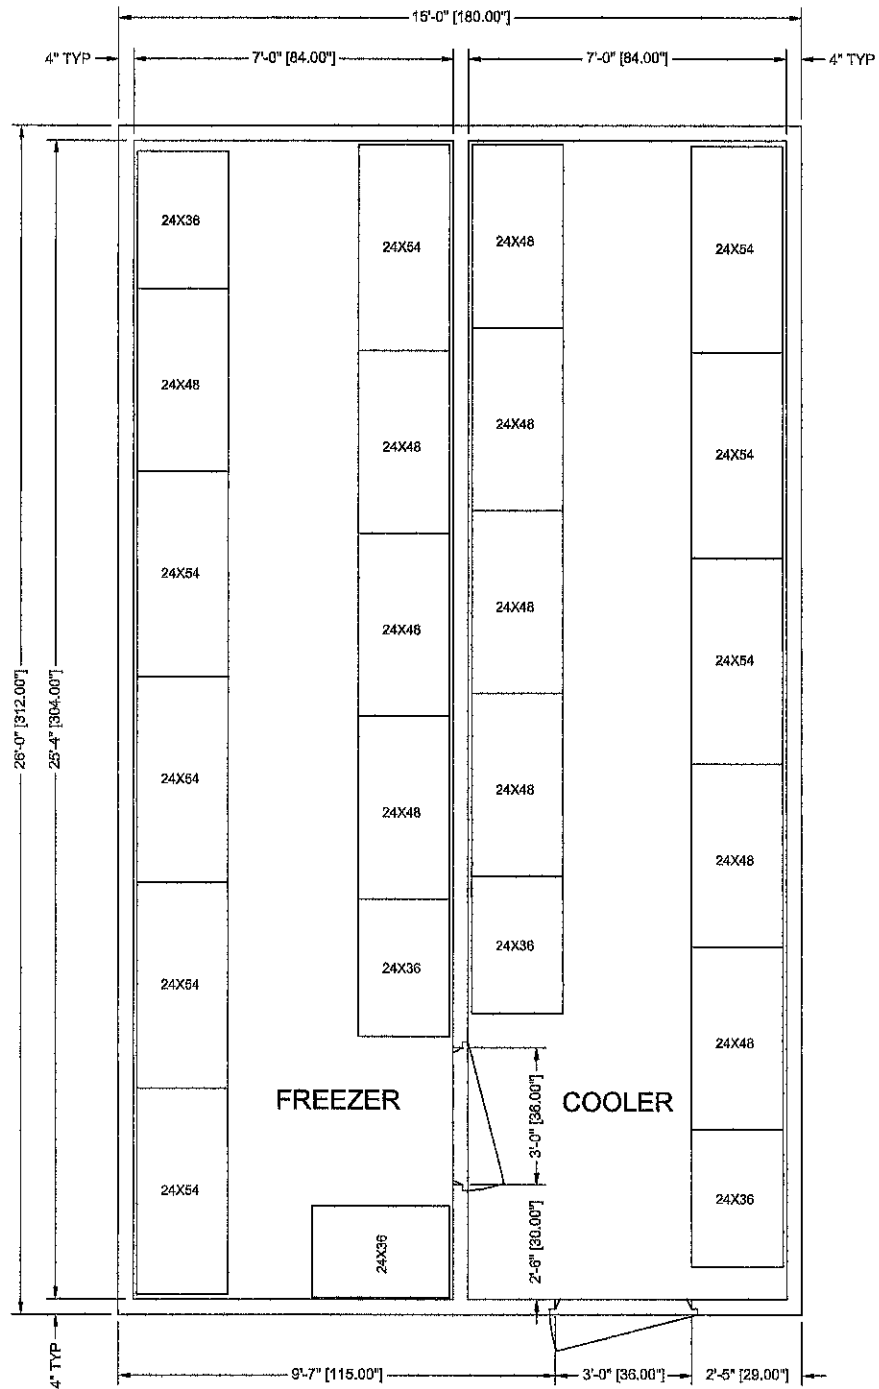 15'-0" [180.00"]
4" TYP
7'-0" [84.00"]
7'-0" [84.00"]
4" TYP
24X36
24X54
24X48
24X54
24X48
24X48
24X48
24X54
24X54
24X48
24X48
24X54
26'-0" [312.00"]
25'-4" [304.00"]
24X54
24X48
24X48
24X48
24X54
24X36
24X36
24X48
FREEZER
COOLER
3'-0" [36.00"]
24X54
24X36
24X36
2'-6" [30.00"]
4" TYP
9'-7" [115.00"]
3'-0" [36.00"]
2'-5" [29.00"]